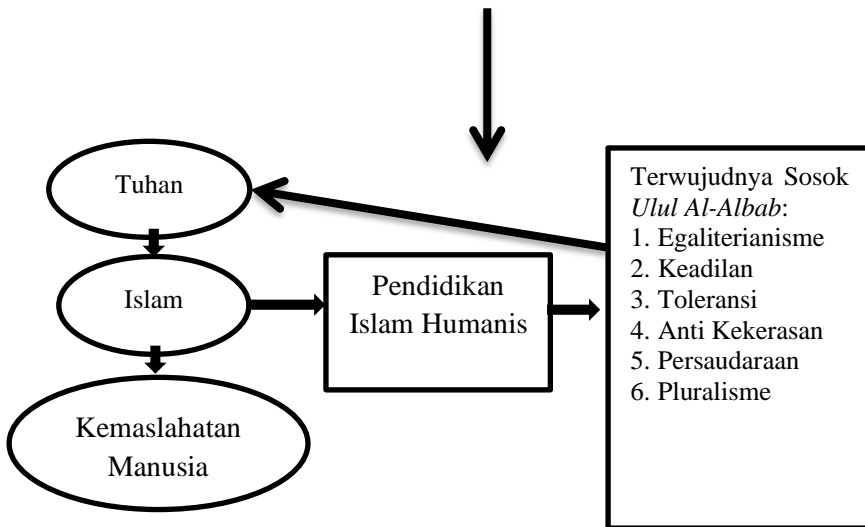 Tuhan
Islam
Kemaslahatan
Manusia
Pendidikan
Islam Humanis
Terwujudnya Sosok
Ulul Al-Albab:
1. Egaliterianisme
2. Keadilan
3. Toleransi
4. Anti Kekerasan
5. Persaudaraan
6. Pluralisme